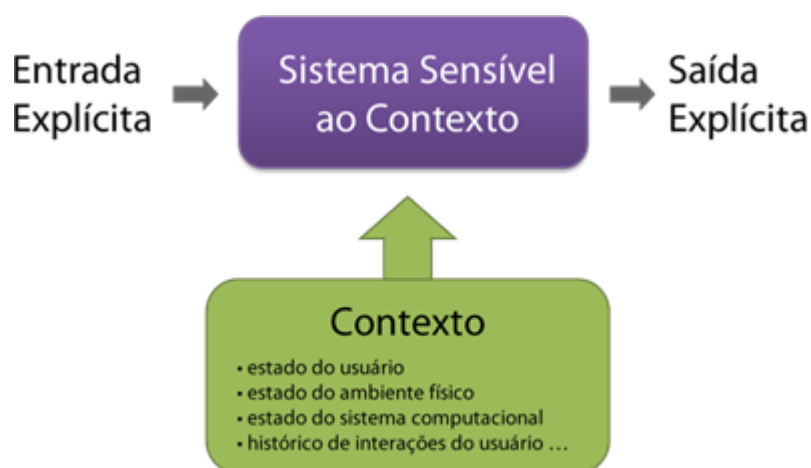 Entrada
Explícita
Sistema Sensível
ao Contexto
Saída
Explícita
Contexto
• estado do usuário
• estado do ambiente físico
• estado do sistema computacional
• histórico de interações do usuário ...